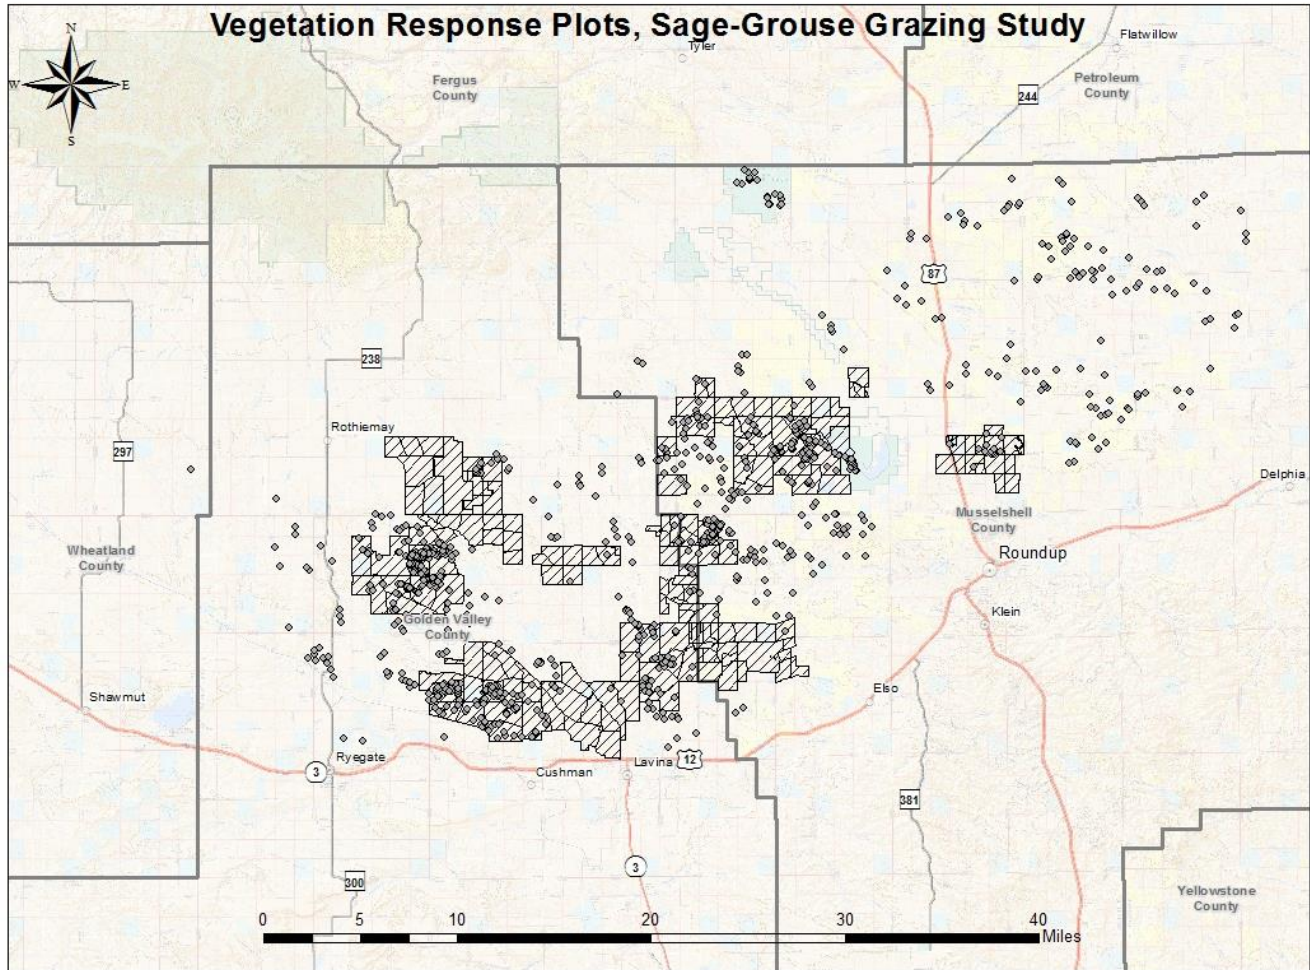 Vegetation Response Plots, Sage-Grouse Grazing Study
N
W
E
S
Tyler
Flatwillow
Fergus
County
Petroleum
County
244
87
238
Rothiemay
297
Delphia
Musselshell
County
Roundup
Wheatland
County
Klein
Golden Valley
County
Shawmut
Elso
Ryegate
3
Cushman
Lavina
12
381
3
300
Yellowstone
County
0 5 10 20 30 40
Miles